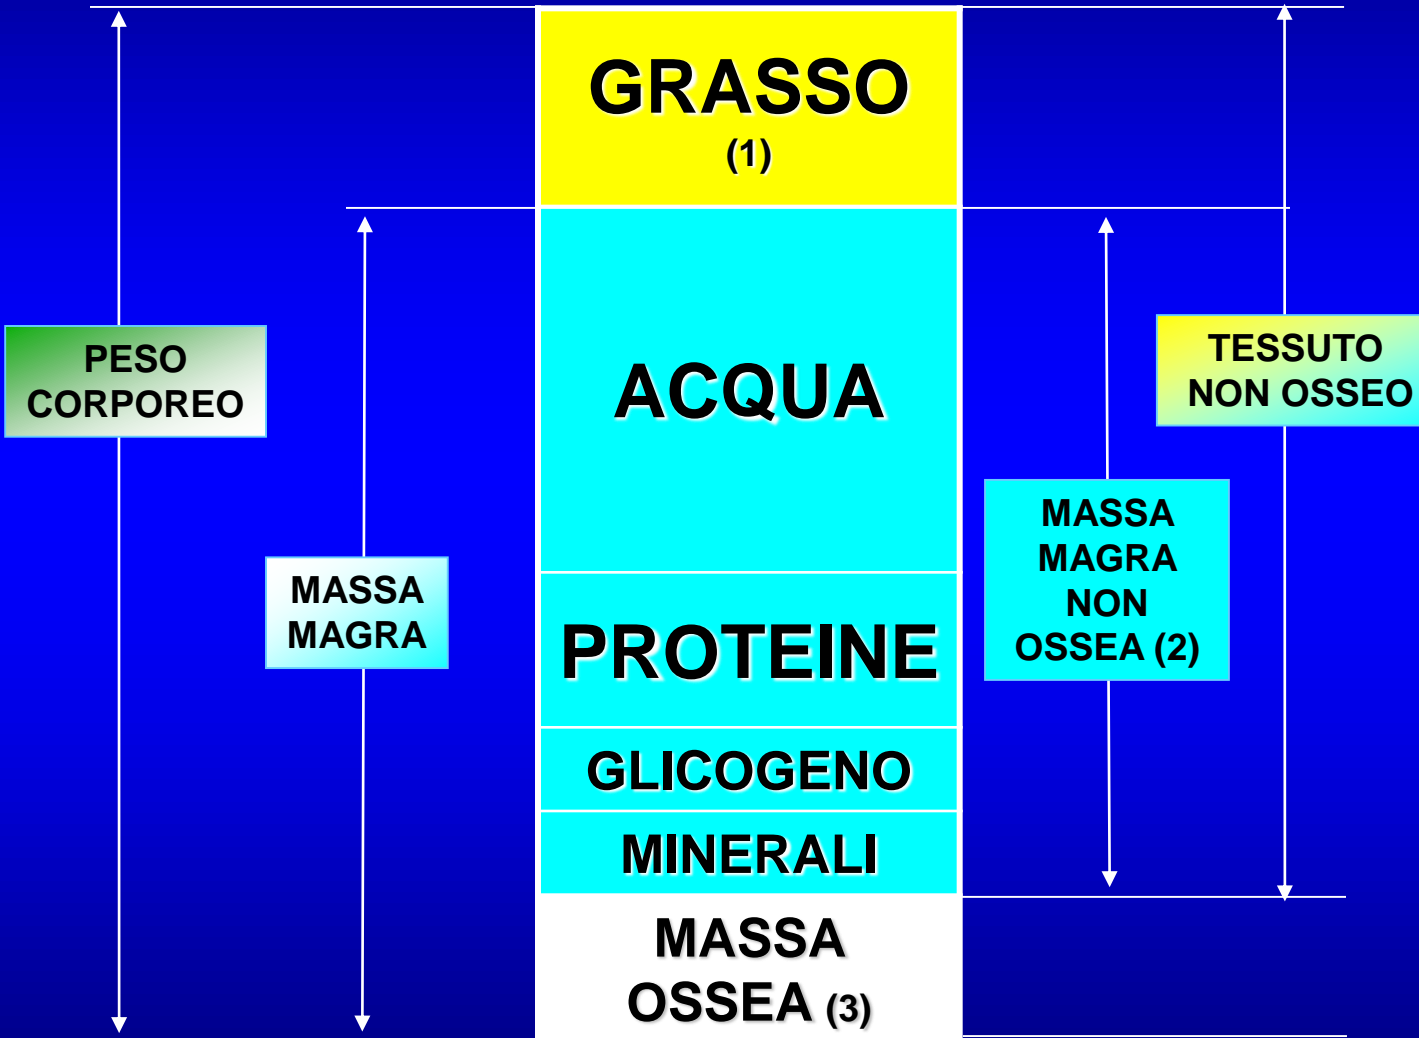 GRASSO
(1)
ACQUA
PROTEINE
GLICOGENO
MINERALI
MASSA
OSSEA (3)
PESO
CORPOREO
MASSA
MAGRA
MASSA
MAGRA
NON
OSSEA (2)
TESSUTO
NON OSSEO